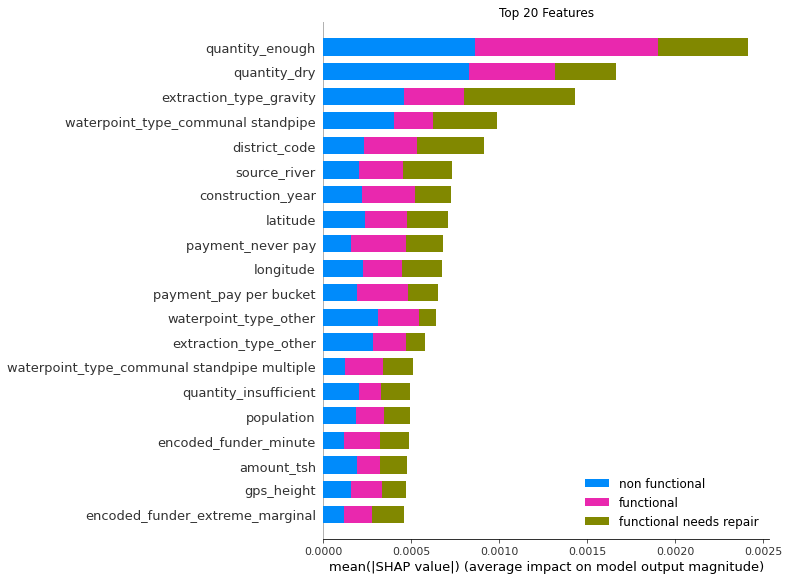 Top 20 Features
quantity_enough
quantity_dry
extraction_type_gravity
waterpoint_type_communal standpipe
district_code
source_river
construction_year
latitude
payment_never pay
longitude
payment_pay per bucket
waterpoint_type_other
extraction_type_other
waterpoint_type_communal standpipe multiple
quantity_insufficient
population
encoded_funder_minute
amount_tsh
gps_height
encoded_funder_extreme_marginal
non functional
functional
functional needs repair
0.0000 0.0005 0.0010 0.0015 0.0020 0.0025
mean(|SHAP value|) (average impact on model output magnitude)